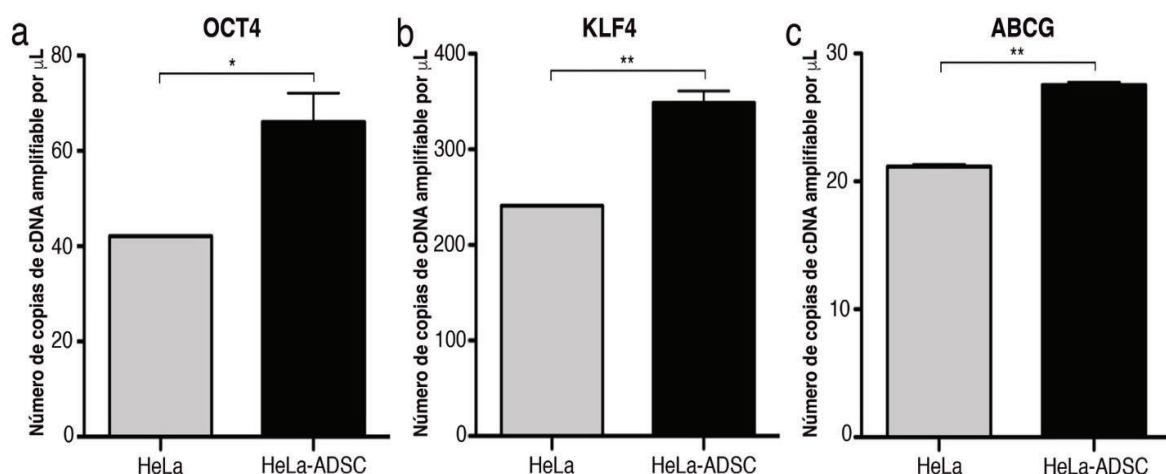 a
OCT4
Número de copias de cDNA amplifiable por µL
80
60
40
20
0
*
HeLa
HeLa-ADSC
b
KLF4
Número de copias de cDNA amplifiable por µL
400
300
200
100
0
**
HeLa
HeLa-ADSC
c
ABCG
Número de copias de cDNA amplifiable por µL
30
20
10
0
**
HeLa
HeLa-ADSC